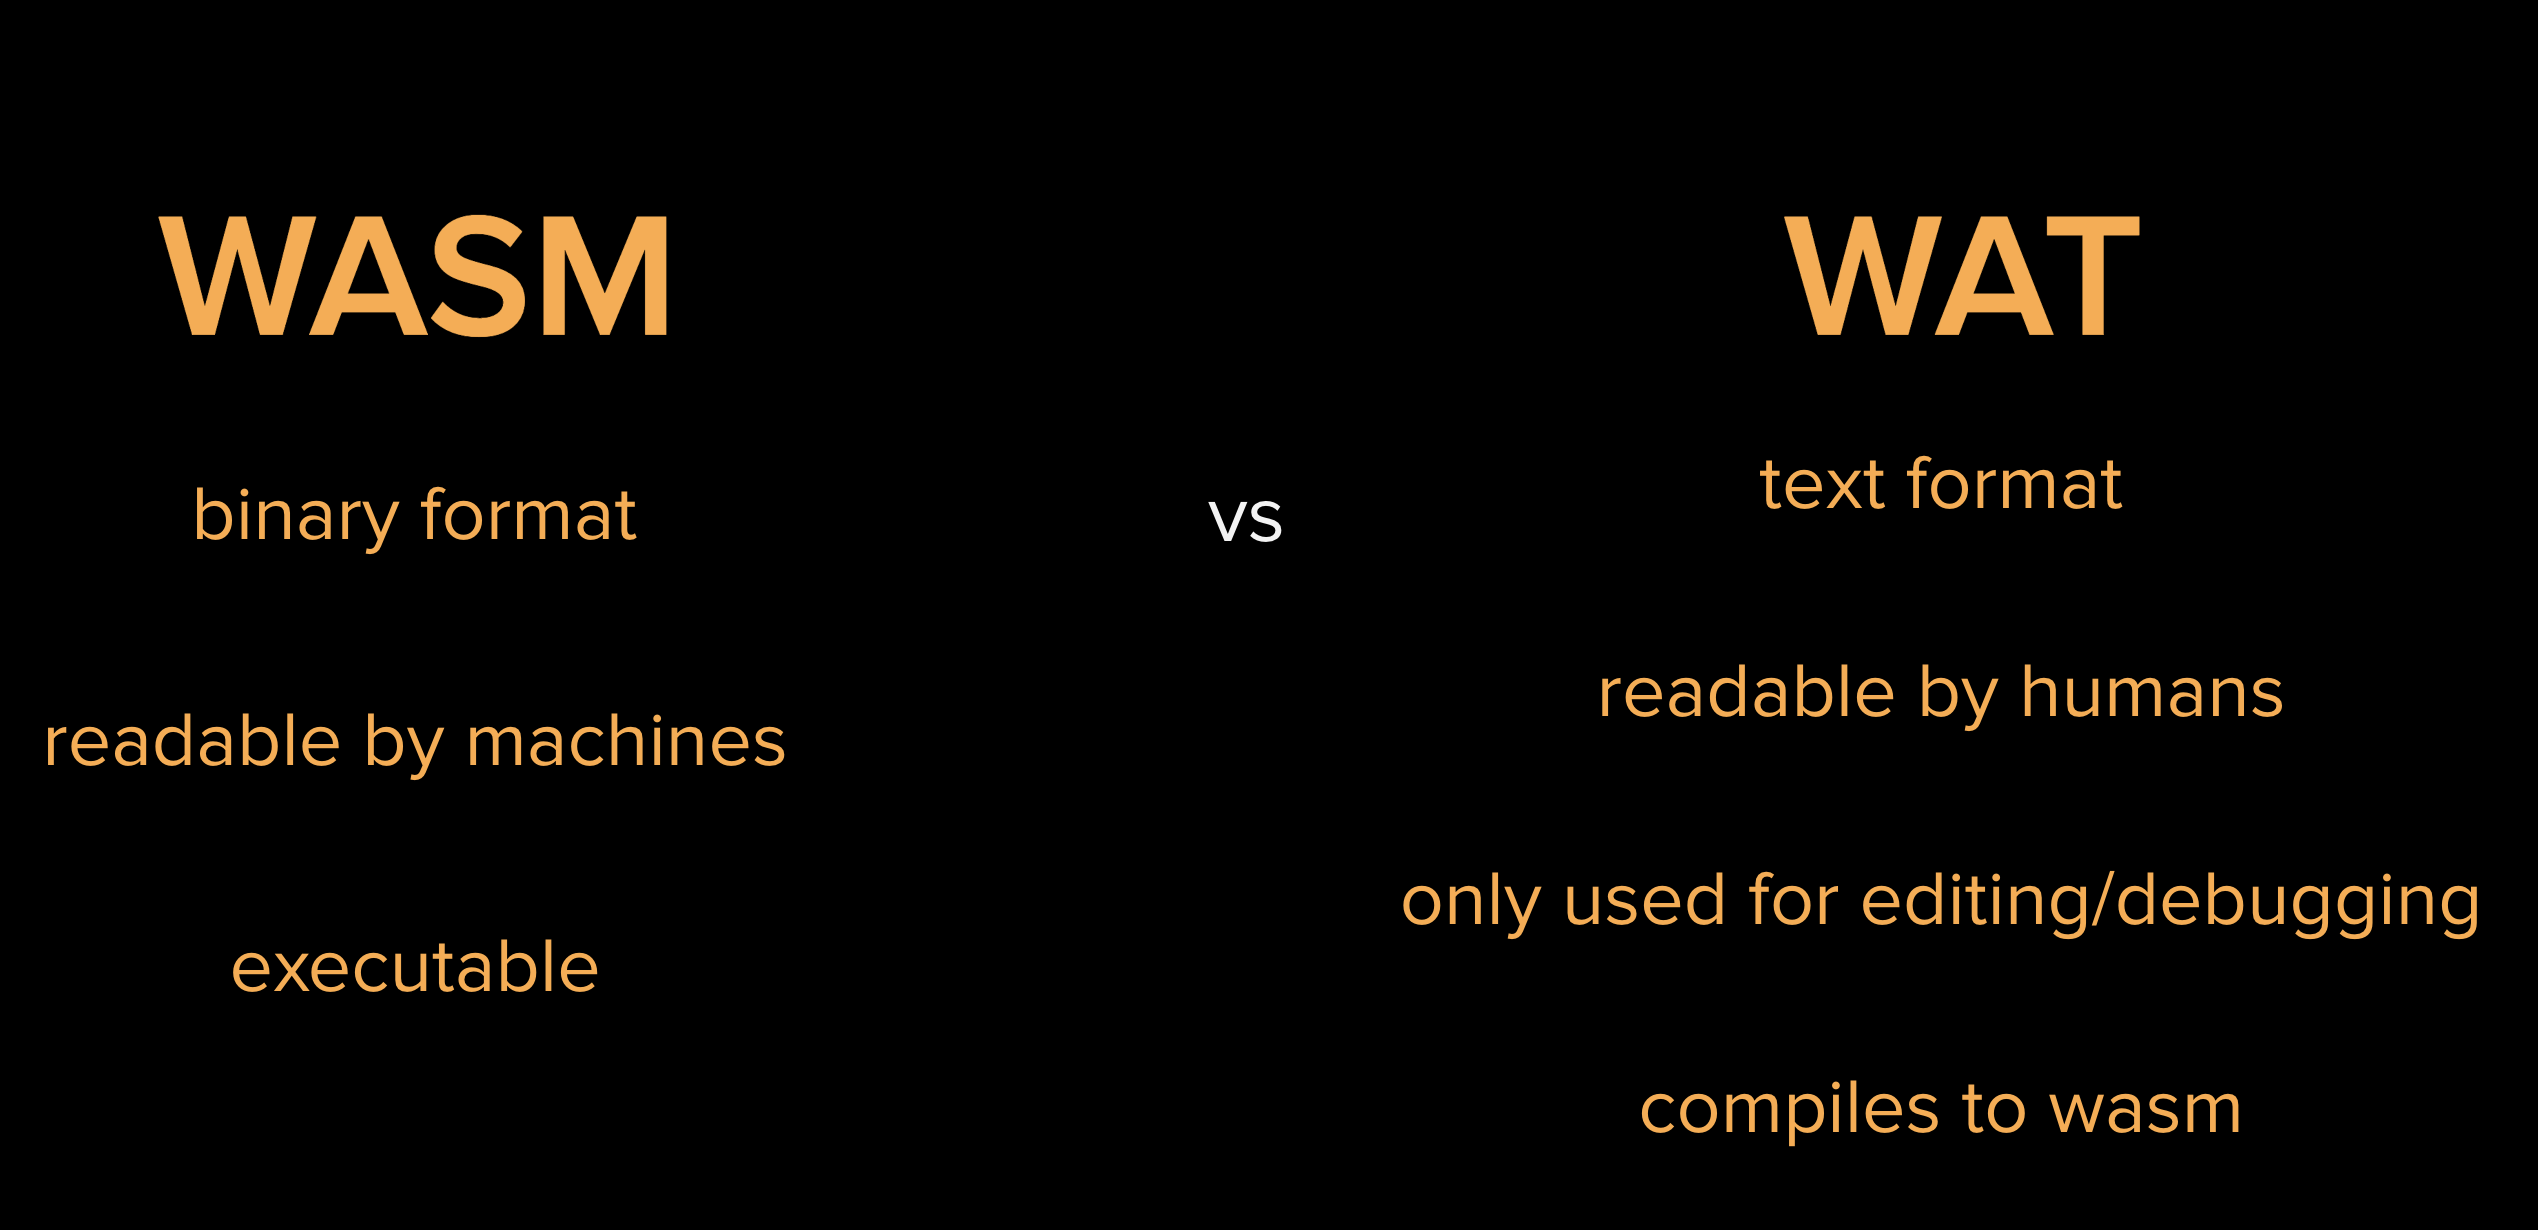 WASM
binary format
readable by machines
executable
vs
WAT
text format
readable by humans
only used for editing/debugging
compiles to wasm